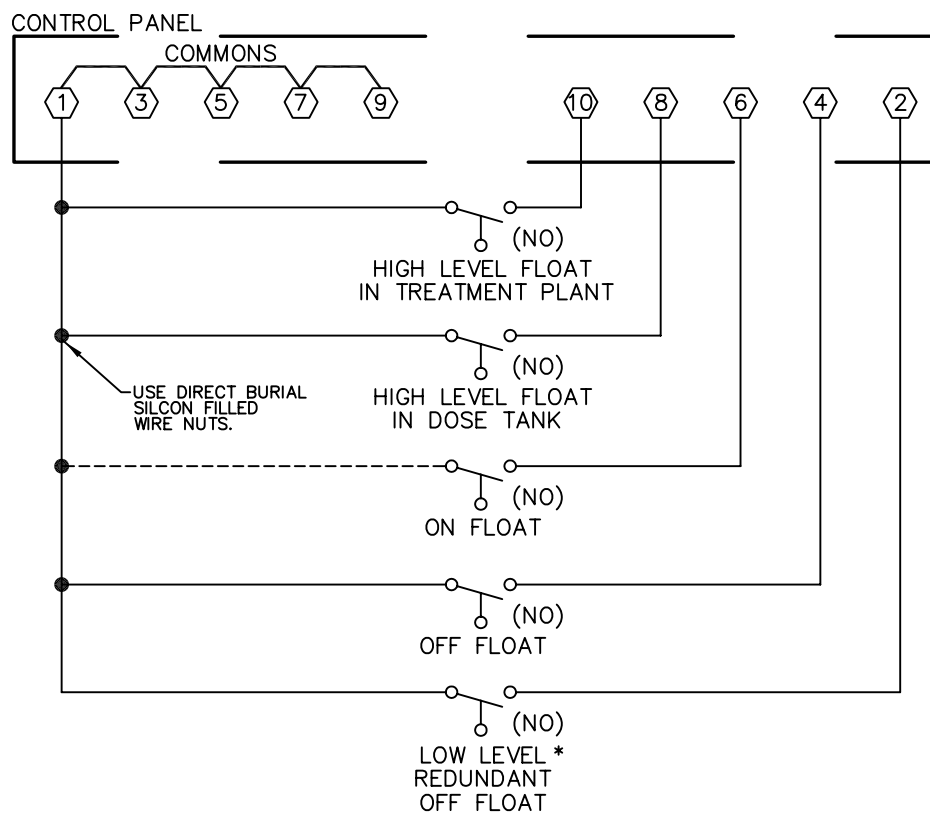 CONTROL PANEL
COMMONS
1 3 5 7 9 10 8 6 4 2
(NO)
HIGH LEVEL FLOAT
IN TREATMENT PLANT
(NO)
HIGH LEVEL FLOAT
IN DOSE TANK
USE DIRECT BURIAL
SILCON FILLED
WIRE NUTS.
(NO)
ON FLOAT
(NO)
OFF FLOAT
(NO)
LOW LEVEL *
REDUNDANT
OFF FLOAT